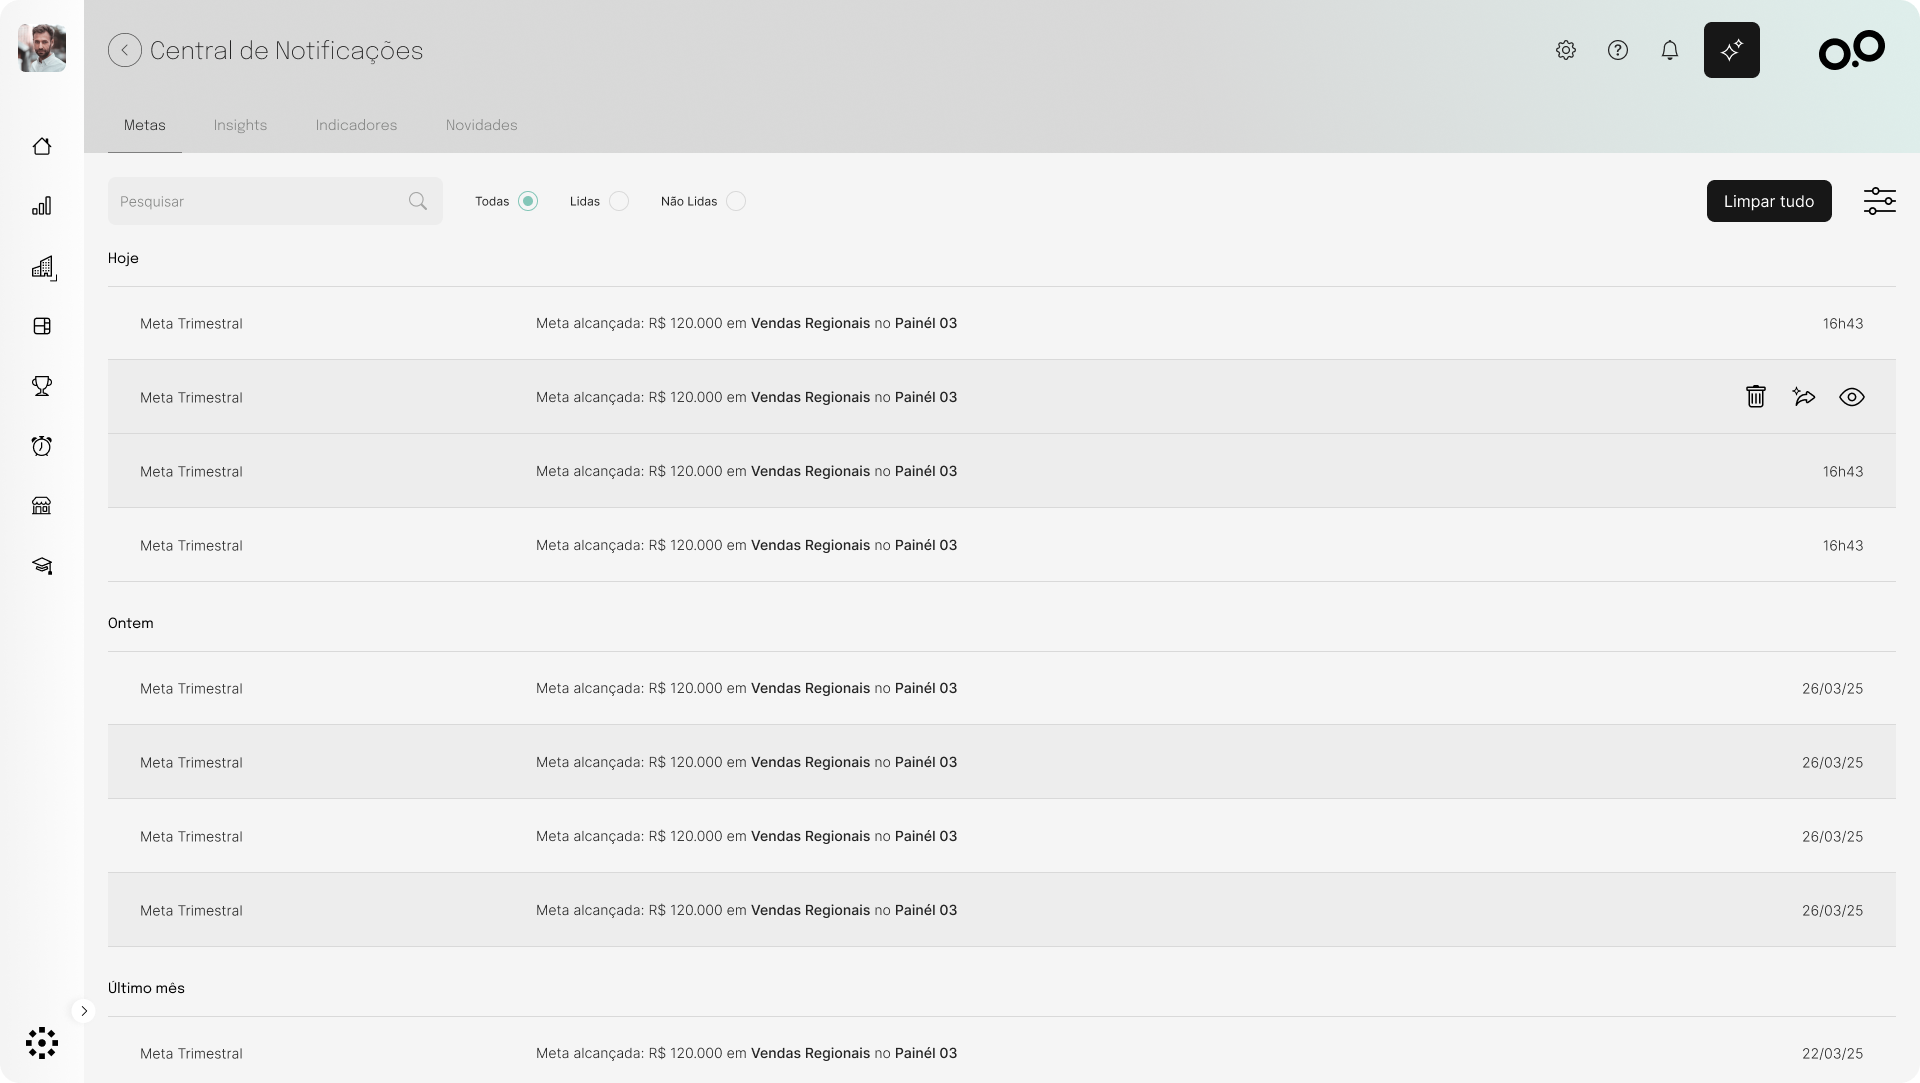 Central de Notificações
Metas Insights Indicadores Novidades
Pesquisar Todas Lidas Não Lidas Limpar tudo
Hoje
Meta Trimestral Meta alcançada: R$ 120.000 em Vendas Regionais no Painél 03 16h43
Meta Trimestral Meta alcançada: R$ 120.000 em Vendas Regionais no Painél 03
Meta Trimestral Meta alcançada: R$ 120.000 em Vendas Regionais no Painél 03 16h43
Meta Trimestral Meta alcançada: R$ 120.000 em Vendas Regionais no Painél 03 16h43
Ontem
Meta Trimestral Meta alcançada: R$ 120.000 em Vendas Regionais no Painél 03 26/03/25
Meta Trimestral Meta alcançada: R$ 120.000 em Vendas Regionais no Painél 03 26/03/25
Meta Trimestral Meta alcançada: R$ 120.000 em Vendas Regionais no Painél 03 26/03/25
Meta Trimestral Meta alcançada: R$ 120.000 em Vendas Regionais no Painél 03 26/03/25
Último mês
Meta Trimestral Meta alcançada: R$ 120.000 em Vendas Regionais no Painél 03 22/03/25